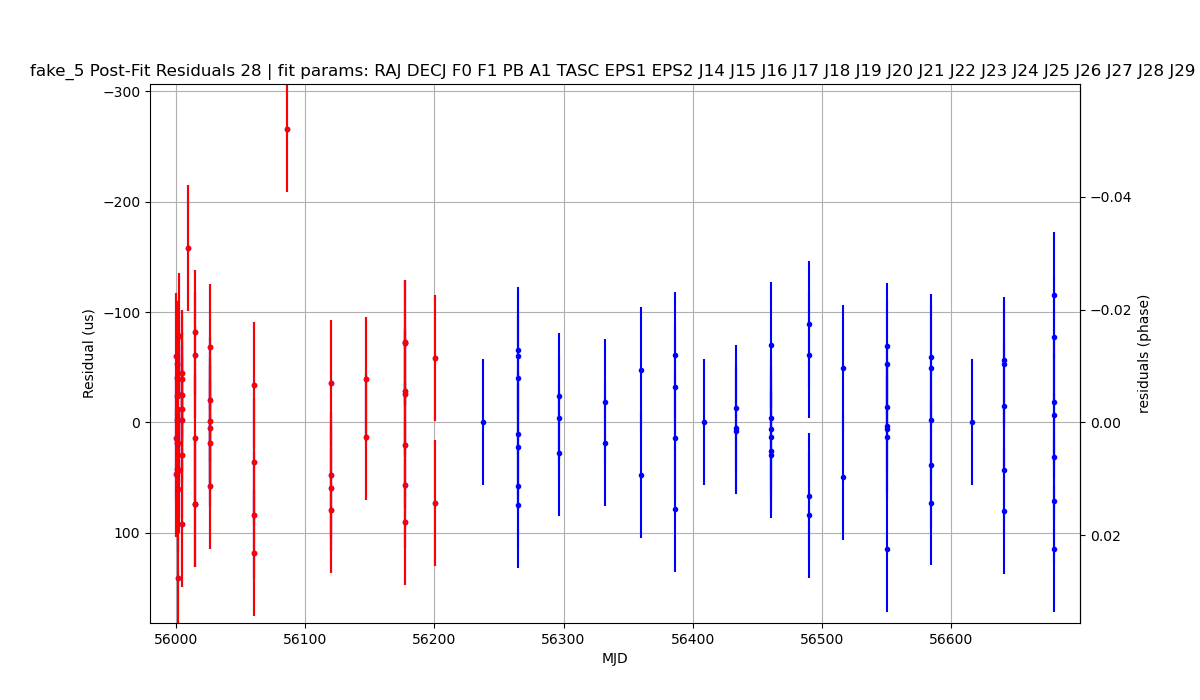 fake_5 Post-Fit Residuals 28 | fit params: RAJ DECJ F0 F1 PB A1 TASC EPS1 EPS2 J14 J15 J16 J17 J18 J19 J20 J21 J22 J23 J24 J25 J26 J27 J28 J29
−300
−200
−100
0
100
Residual (us)
−0.04
−0.02
0.00
0.02
residuals (phase)
56000 56100 56200 56300 56400 56500 56600
MJD